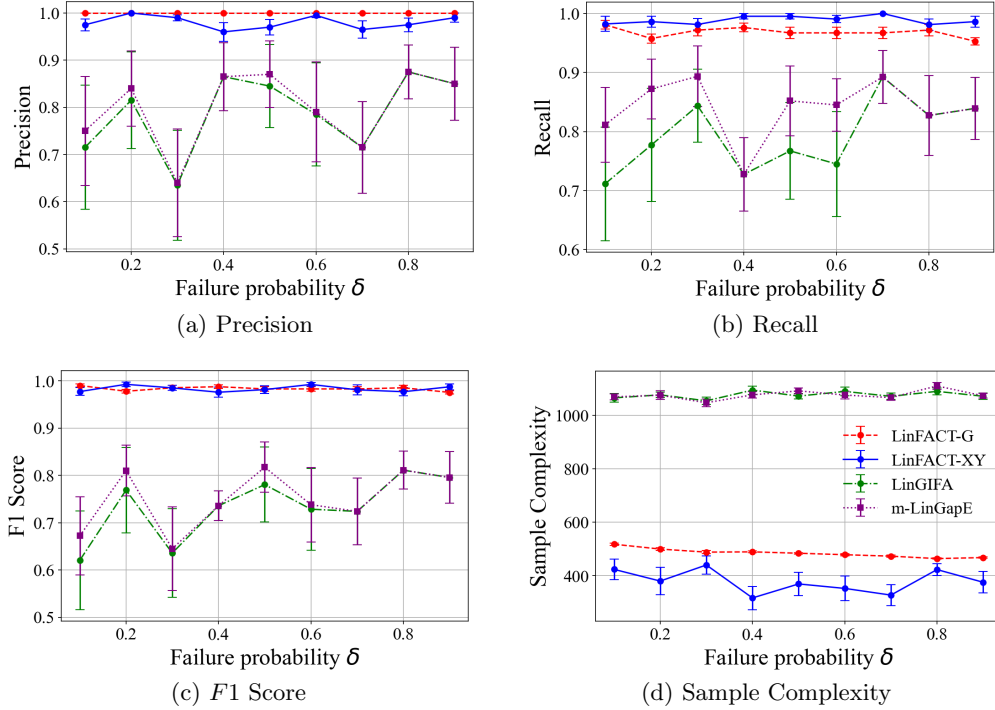 1.0
0.9
0.8
0.7
0.6
0.5
Precision
0.2 0.4 0.6 0.8
Failure probability δ
(a) Precision
1.0
0.9
0.8
0.7
0.6
Recall
0.2 0.4 0.6 0.8
Failure probability δ
(b) Recall
1.0
0.9
0.8
0.7
0.6
0.5
F1 Score
0.2 0.4 0.6 0.8
Failure probability δ
(c) F1 Score
1000
800
600
400
Sample Complexity
LinFACT-G
LinFACT-XY
LinGIFA
m-LinGapE
0.2 0.4 0.6 0.8
Failure probability δ
(d) Sample Complexity